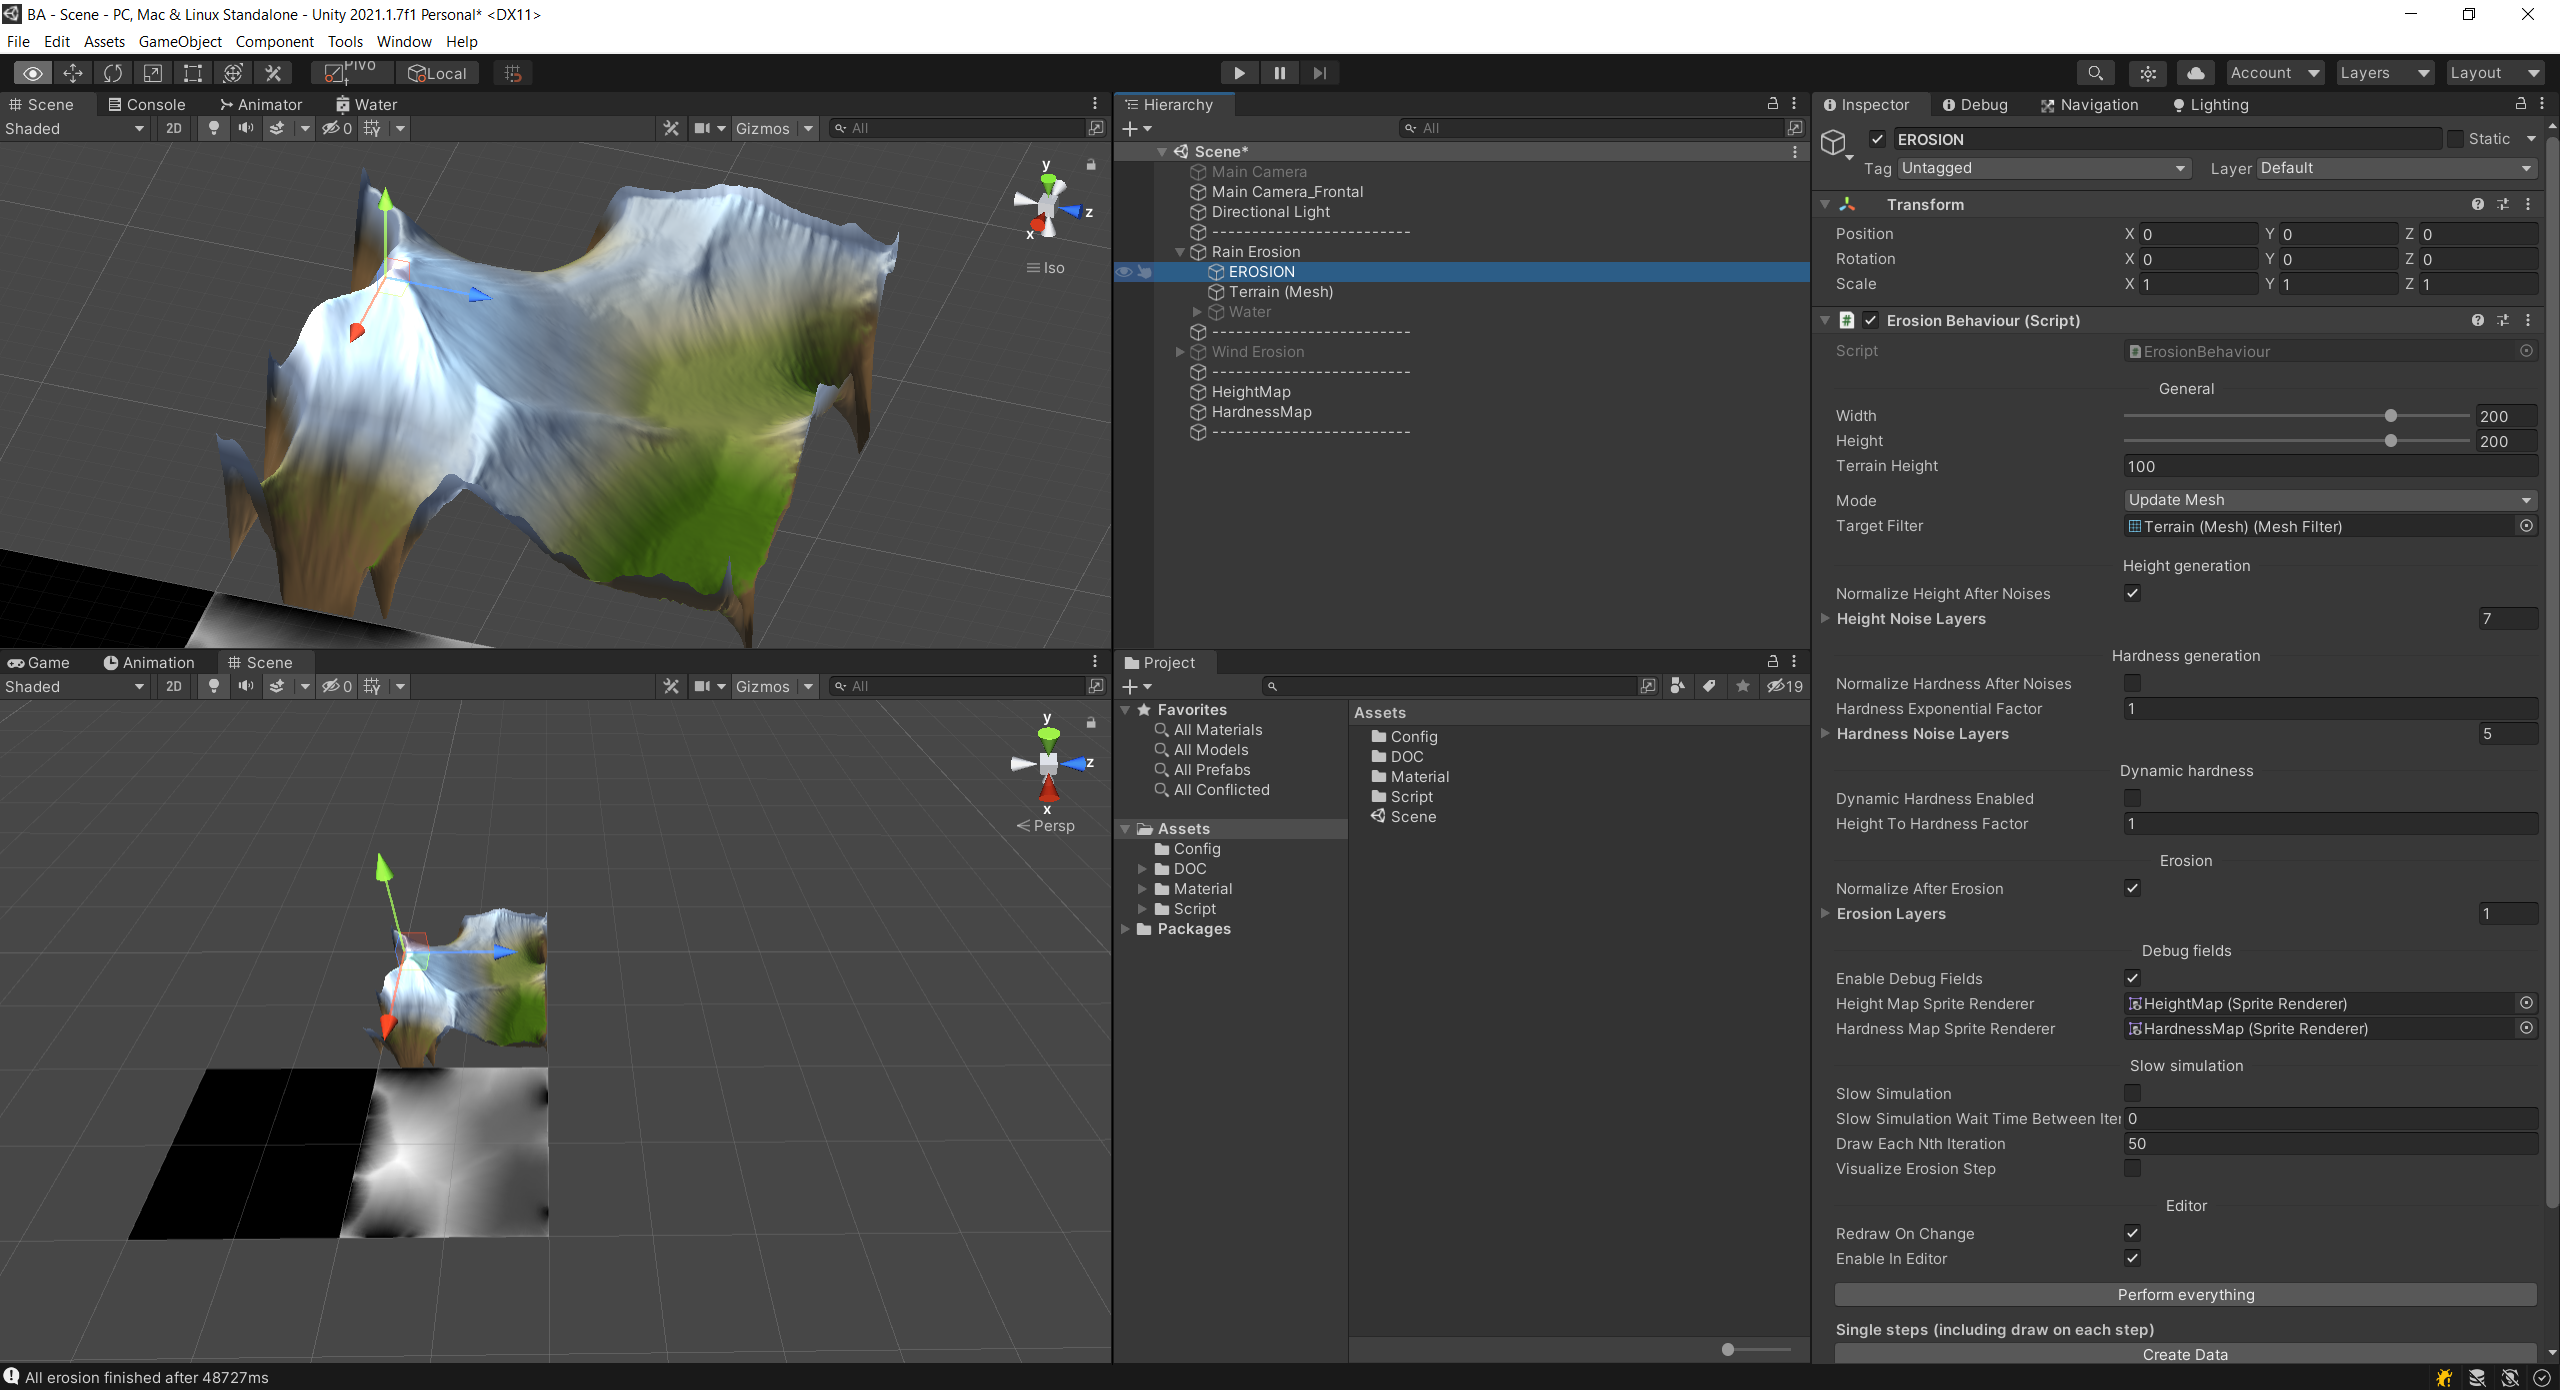 BA - Scene - PC, Mac & Linux Standalone - Unity 2021.1.7f1 Personal* <DX11>
File Edit Assets GameObject Component Tools Window Help
Pivot Local Account Layers Layout
Scene Console Animator Water
Shaded 2D 0 Gizmos All
y
z
x
Iso
Game Animation Scene
Shaded 2D 0 Gizmos All
y
z
x
Persp
Hierarchy
All
Scene*
Main Camera
Main Camera_Frontal
Directional Light
-------------------------
Rain Erosion
EROSION
Terrain (Mesh)
Water
-------------------------
Wind Erosion
-------------------------
HeightMap
HardnessMap
-------------------------
Project
19
Favorites
All Materials
All Models
All Prefabs
All Conflicted
Assets
Config
DOC
Material
Script
Packages
Assets
Config
DOC
Material
Script
Scene
Inspector Debug Navigation Lighting
EROSION Static
Tag Untagged Layer Default
Transform
Position X 0 Y 0 Z 0
Rotation X 0 Y 0 Z 0
Scale X 1 Y 1 Z 1
# Erosion Behaviour (Script)
Script ErosionBehaviour
General
Width 200
Height 200
Terrain Height 100
Mode Update Mesh
Target Filter Terrain (Mesh) (Mesh Filter)
Height generation
Normalize Height After Noises
Height Noise Layers 7
Hardness generation
Normalize Hardness After Noises
Hardness Exponential Factor 1
Hardness Noise Layers 5
Dynamic hardness
Dynamic Hardness Enabled
Height To Hardness Factor 1
Erosion
Normalize After Erosion
Erosion Layers 1
Debug fields
Enable Debug Fields
Height Map Sprite Renderer HeightMap (Sprite Renderer)
Hardness Map Sprite Renderer HardnessMap (Sprite Renderer)
Slow simulation
Slow Simulation
Slow Simulation Wait Time Between Iter 0
Draw Each Nth Iteration 50
Visualize Erosion Step
Editor
Redraw On Change
Enable In Editor
Perform everything
Single steps (including draw on each step)
Create Data
All erosion finished after 48727ms